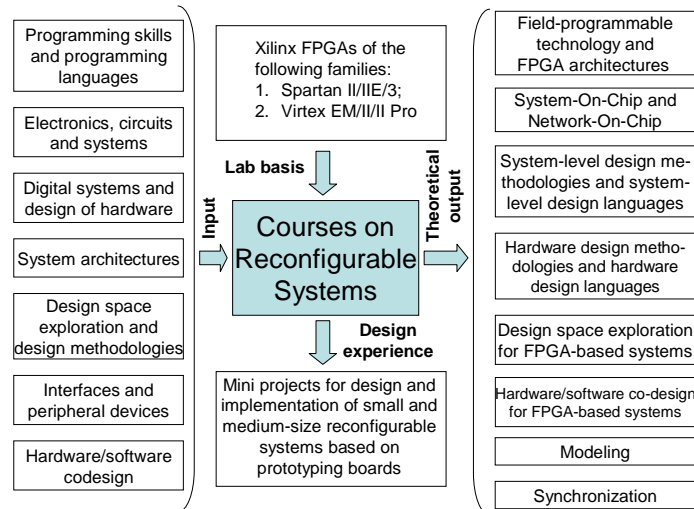 Programming skills
and programming
languages
Electronics, circuits
and systems
Digital systems and
design of hardware
System architectures
Design space
exploration and
design methodologies
Interfaces and
peripheral devices
Hardware/software
codesign
Input
Xilinx FPGAs of the
following families:
1. Spartan II/IIE/3;
2. Virtex EM/II/II Pro
Lab basis
Courses on
Reconfigurable
Systems
Design
experience
Mini projects for design and
implementation of small and
medium-size reconfigurable
systems based on
prototyping boards
Theoretical
output
Field-programmable
technology and
FPGA architectures
System-On-Chip and
Network-On-Chip
System-level design me-
thodologies and system-
level design languages
Hardware design metho-
dologies and hardware
design languages
Design space exploration
for FPGA-based systems
Hardware/software co-design
for FPGA-based systems
Modeling
Synchronization